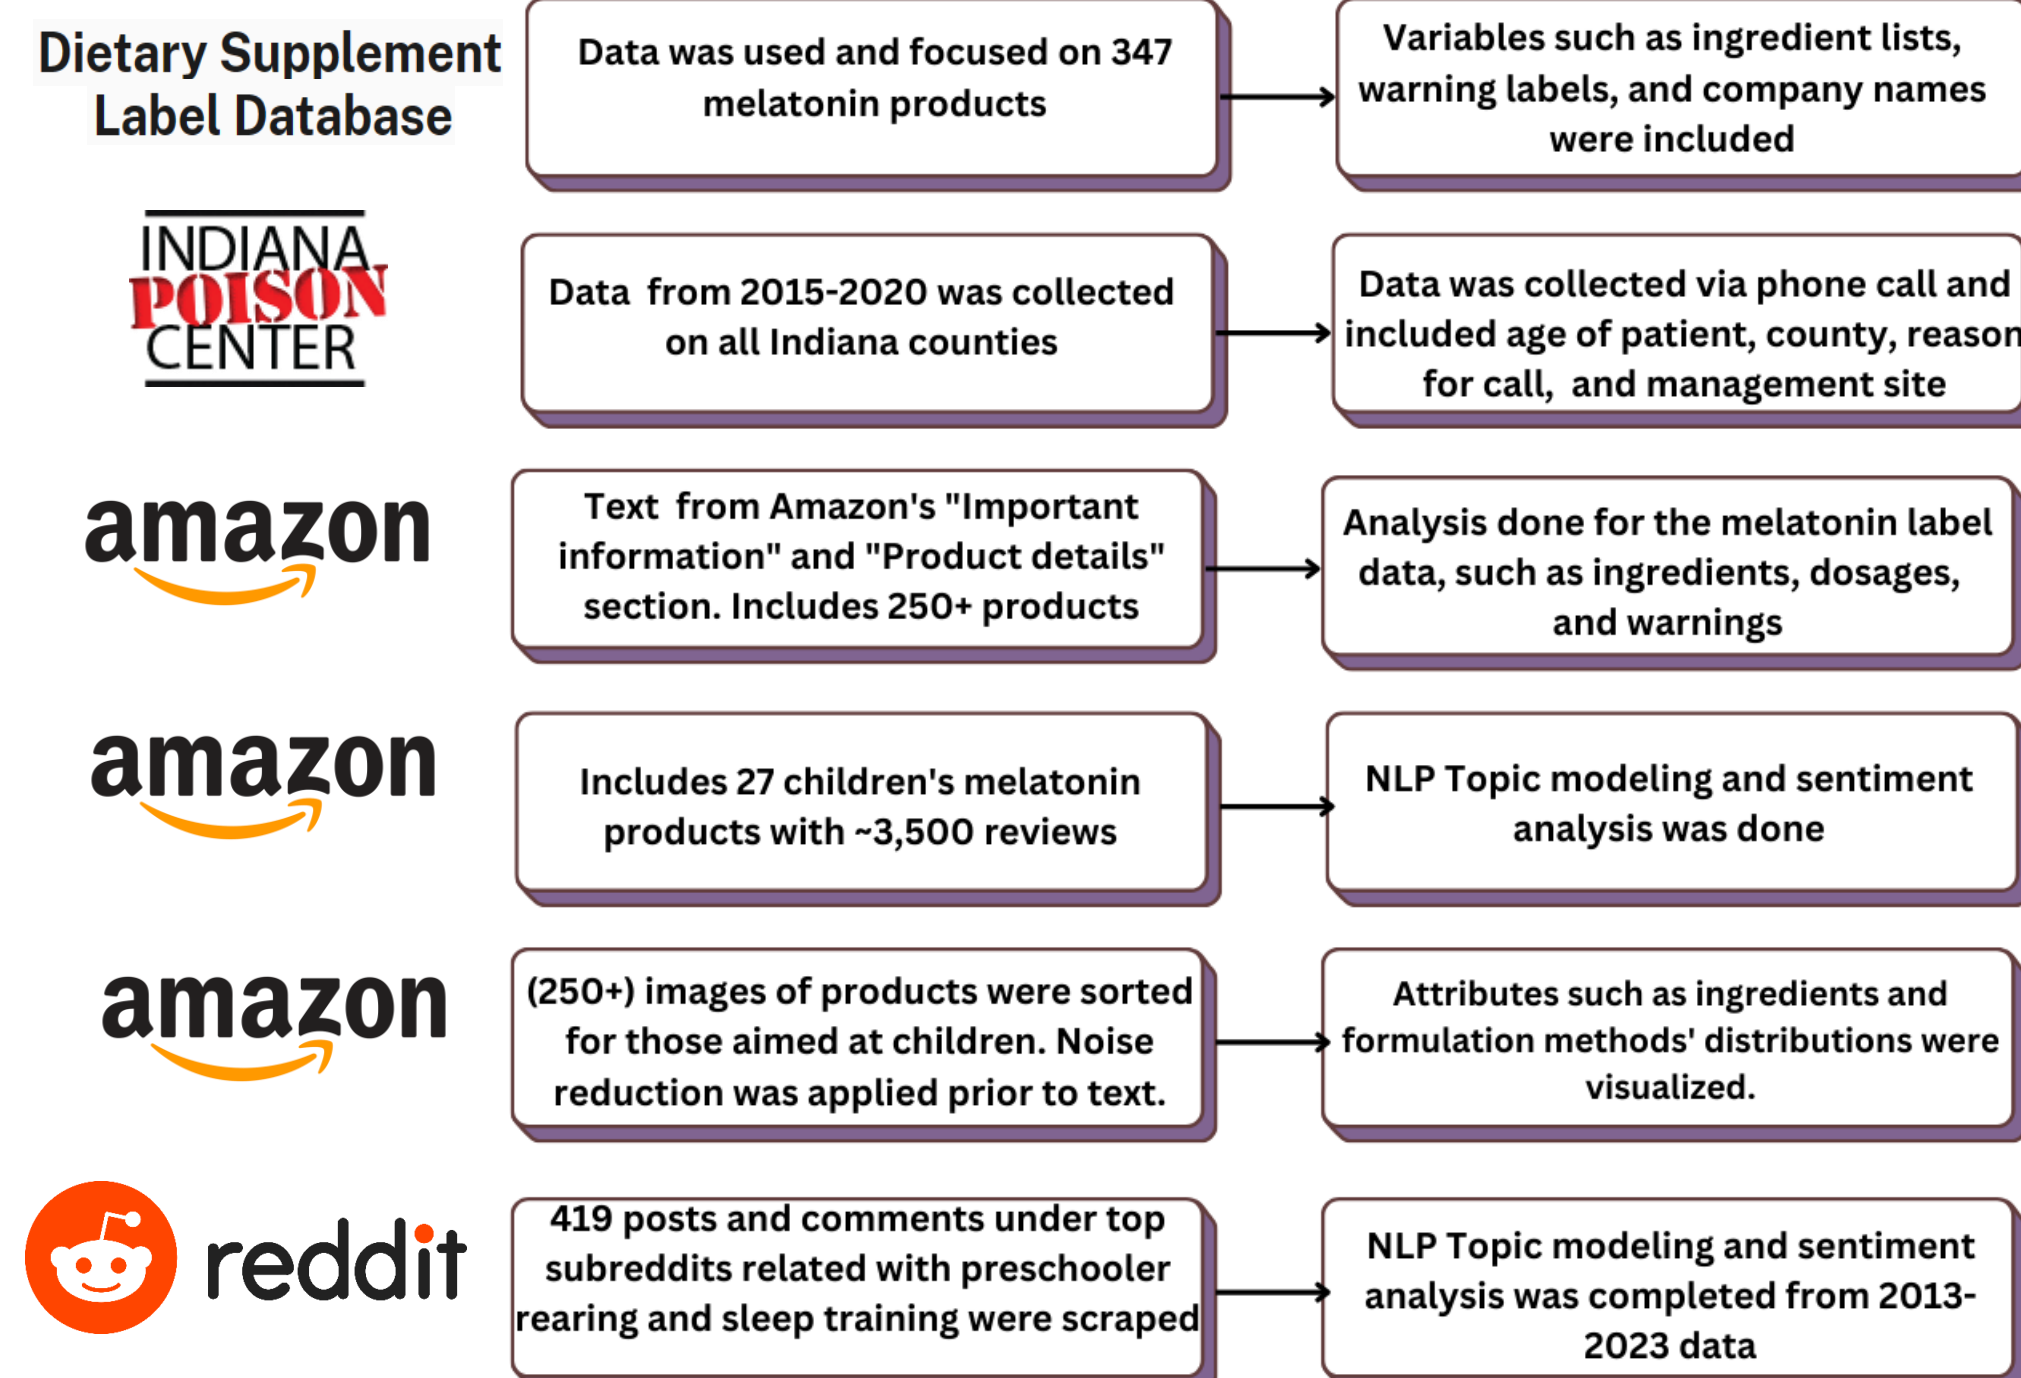 Dietary Supplement
Label Database
Data was used and focused on 347
melatonin products
Variables such as ingredient lists,
warning labels, and company names
were included
INDIANA
POISON
CENTER
Data from 2015-2020 was collected
on all Indiana counties
Data was collected via phone call and
included age of patient, county, reason
for call, and management site
amazon
Text from Amazon's "Important
information" and "Product details"
section. Includes 250+ products
Analysis done for the melatonin label
data, such as ingredients, dosages,
and warnings
amazon
Includes 27 children's melatonin
products with ~3,500 reviews
NLP Topic modeling and sentiment
analysis was done
amazon
(250+) images of products were sorted
for those aimed at children. Noise
reduction was applied prior to text.
Attributes such as ingredients and
formulation methods' distributions were
visualized.
reddit
419 posts and comments under top
subreddits related with preschooler
rearing and sleep training were scraped
NLP Topic modeling and sentiment
analysis was completed from 2013-
2023 data